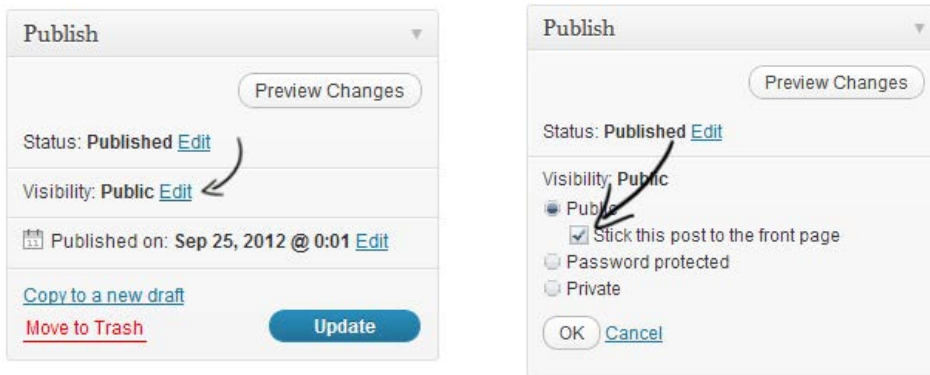 Publish
Preview Changes
Status: Published Edit
Visibility: Public Edit
11
Published on: Sep 25, 2012 @ 0:01 Edit
Copy to a new draft
Move to Trash
Update
Publish
Preview Changes
Status: Published Edit
Visibility: Public
Public
Stick this post to the front page
Password protected
Private
OK Cancel